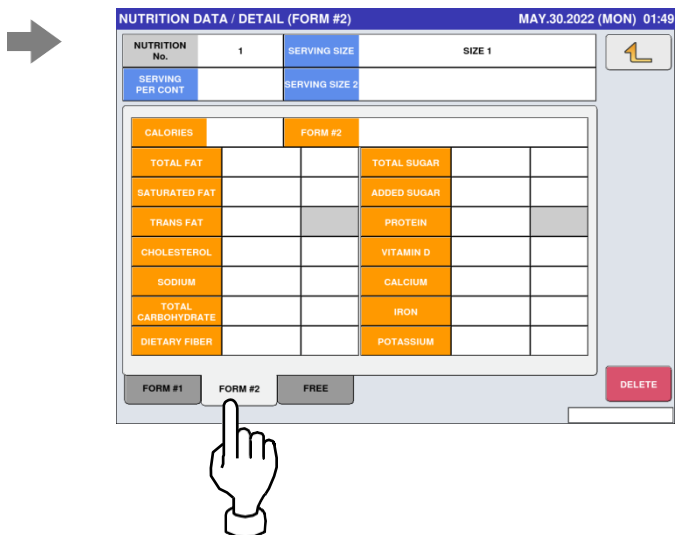 NUTRITION DATA / DETAIL (FORM #2) MAY.30.2022 (MON) 01:49
NUTRITION No. 1 SERVING SIZE SIZE 1
SERVING PER CONT SERVING SIZE 2
CALORIES FORM #2
TOTAL FAT TOTAL SUGAR
SATURATED FAT ADDED SUGAR
TRANS FAT PROTEIN
CHOLESTEROL VITAMIN D
SODIUM CALCIUM
TOTAL CARBOHYDRATE IRON
DIETARY FIBER POTASSIUM
FORM #1 FORM #2 FREE DELETE